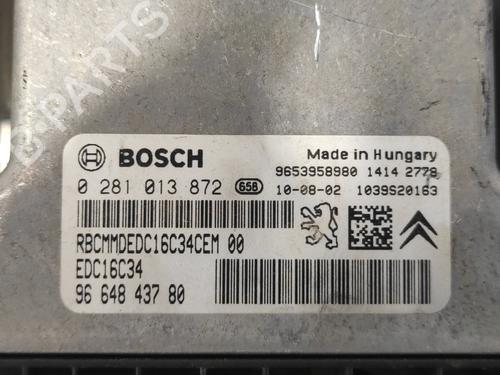 B PARTS
BOSCH
Made in Hungary
9653958980 1414 2778
0 281 013 872 658
10-08-02 1039S20163
RBCMMDEDC16C34CEM 00
EDC16C34
96 648 437 80